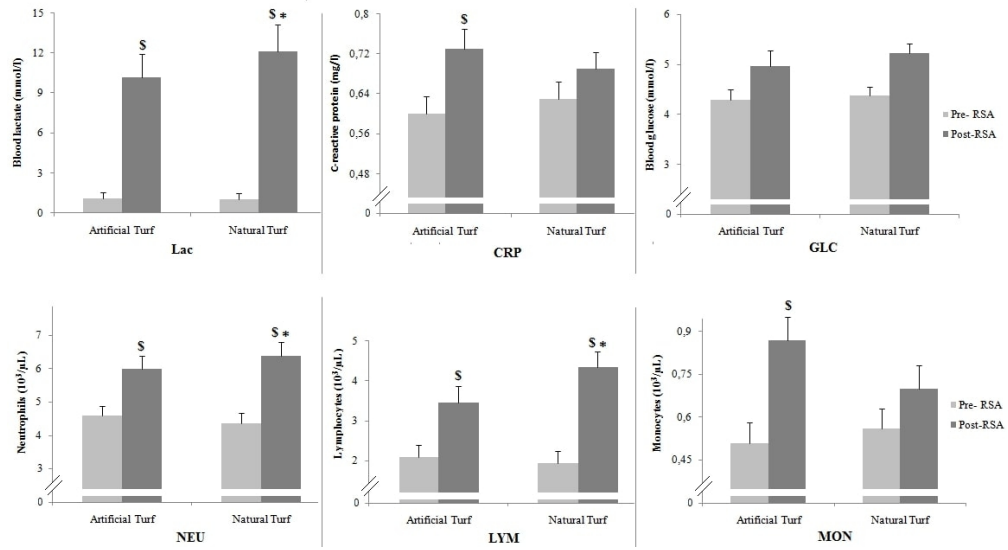 Blood lactate (mmol/l)
15
12
9
6
3
0
$
$ *
Artificial Turf
Natural Turf
Lac
C-reactive protein (mg/l)
0,8
0,72
0,64
0,56
0,48
0
$
Artificial Turf
Natural Turf
CRP
Blood glucose (mmol/l)
6
5
4
3
0
Artificial Turf
Natural Turf
GLC
Pre- RSA
Post-RSA
Neutrophils (10³/µL)
7
6
5
4
3
0
$
$ *
Artificial Turf
Natural Turf
NEU
Lymphocytes (10³/µL)
5
4
3
2
0
$
$ *
Artificial Turf
Natural Turf
LYM
Monocytes (10³/µL)
0,9
0,75
0,6
0,45
0
$
Artificial Turf
Natural Turf
MON
Pre- RSA
Post-RSA